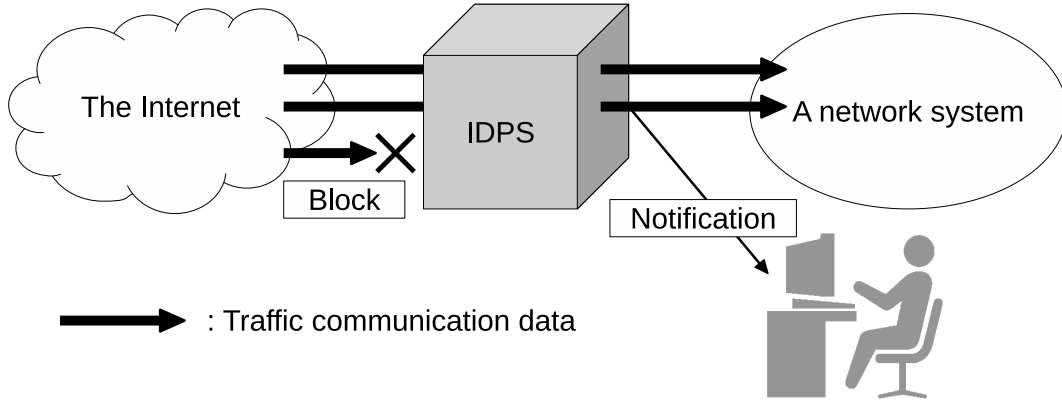 The Internet
IDPS
A network system
Block
Notification
: Traffic communication data